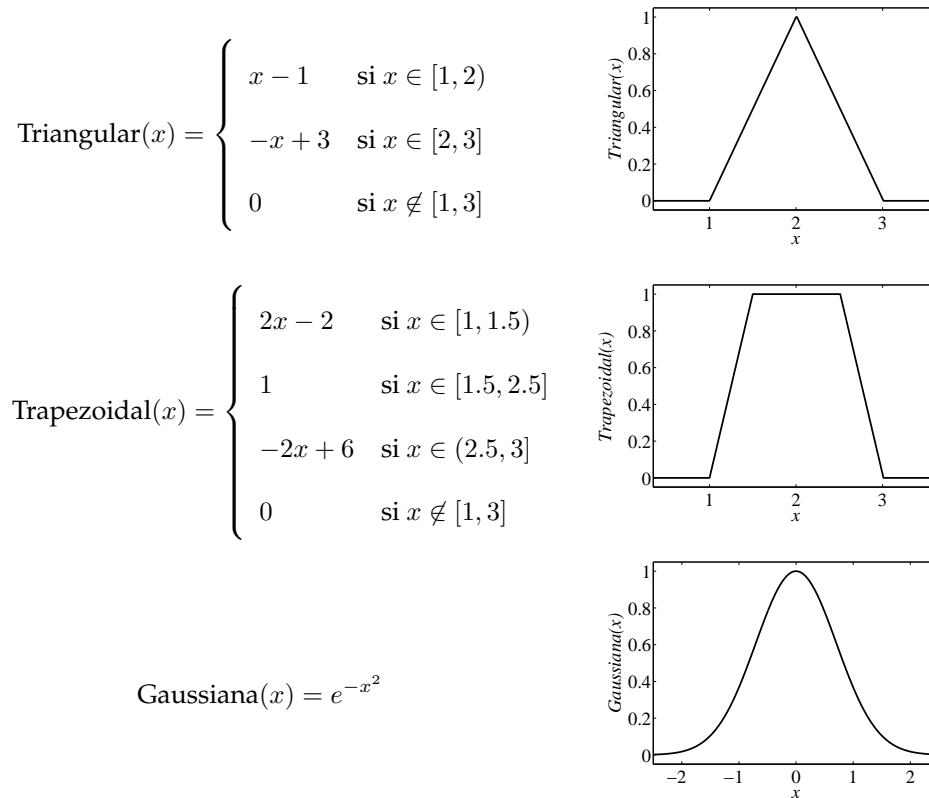 Triangular(x) = { x − 1 si x ∈ [1, 2)
−x + 3 si x ∈ [2, 3]
0 si x ∉ [1, 3]
Triangular(x)
1
0.8
0.6
0.4
0.2
0
1 2 3
x
Trapezoidal(x) = { 2x − 2 si x ∈ [1, 1.5)
1 si x ∈ [1.5, 2.5]
−2x + 6 si x ∈ (2.5, 3]
0 si x ∉ [1, 3]
Trapezoidal(x)
1
0.8
0.6
0.4
0.2
0
1 2 3
x
Gaussiana(x) = e^{−x^2}
Gaussiana(x)
1
0.8
0.6
0.4
0.2
0
−2 −1 0 1 2
x